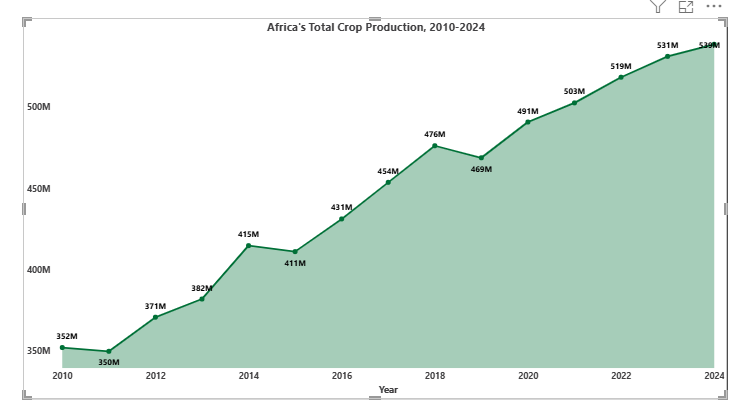 Africa's Total Crop Production, 2010-2024
531M
539M
519M
500M
503M
491M
476M
469M
450M
454M
431M
415M
411M
400M
382M
371M
350M
352M
350M
2010
2012
2014
2016
2018
2020
2022
2024
Year